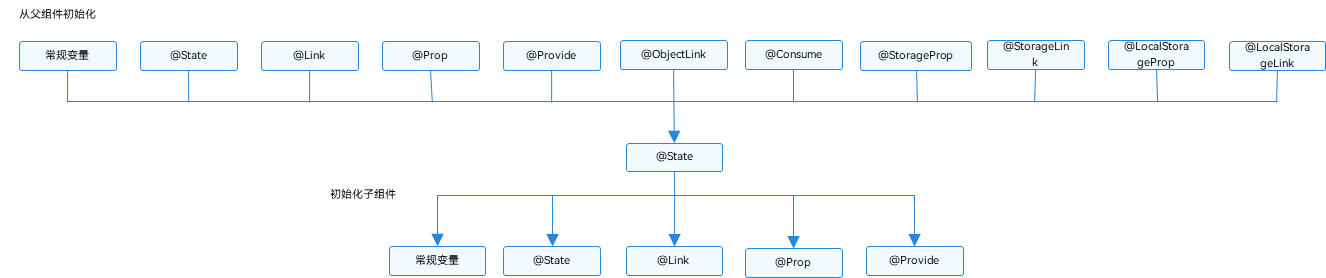 从父组件初始化
常规变量
@State
@Link
@Prop
@Provide
@ObjectLink
@Consume
@StorageProp
@StorageLin
k
@LocalStora
geProp
@LocalStora
geLink
@State
初始化子组件
常规变量
@State
@Link
@Prop
@Provide